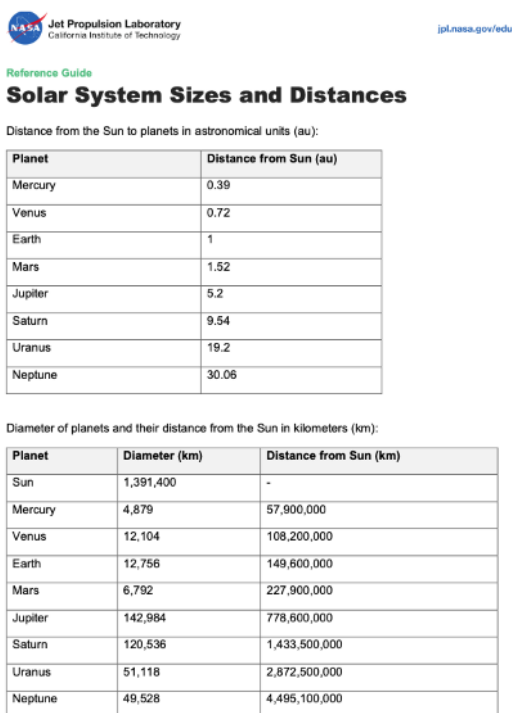 NASA Jet Propulsion Laboratory
California Institute of Technology
jpl.nasa.gov/edu
Reference Guide
Solar System Sizes and Distances
Distance from the Sun to planets in astronomical units (au):
Planet Distance from Sun (au)
Mercury 0.39
Venus 0.72
Earth 1
Mars 1.52
Jupiter 5.2
Saturn 9.54
Uranus 19.2
Neptune 30.06
Diameter of planets and their distance from the Sun in kilometers (km):
Planet Diameter (km) Distance from Sun (km)
Sun 1,391,400 -
Mercury 4,879 57,900,000
Venus 12,104 108,200,000
Earth 12,756 149,600,000
Mars 6,792 227,900,000
Jupiter 142,984 778,600,000
Saturn 120,536 1,433,500,000
Uranus 51,118 2,872,500,000
Neptune 49,528 4,495,100,000